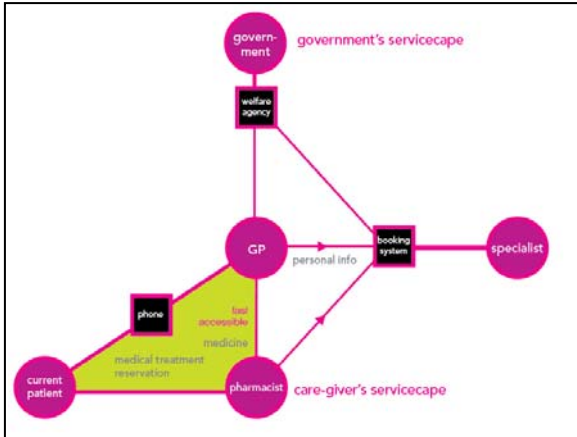 govern-
ment
government's servicecape
welfare
agency
GP
personal info
booking
system
specialist
phone
fast
accessible
medicine
medical treatment
reservation
current
patient
pharmacist
care-giver's servicecape